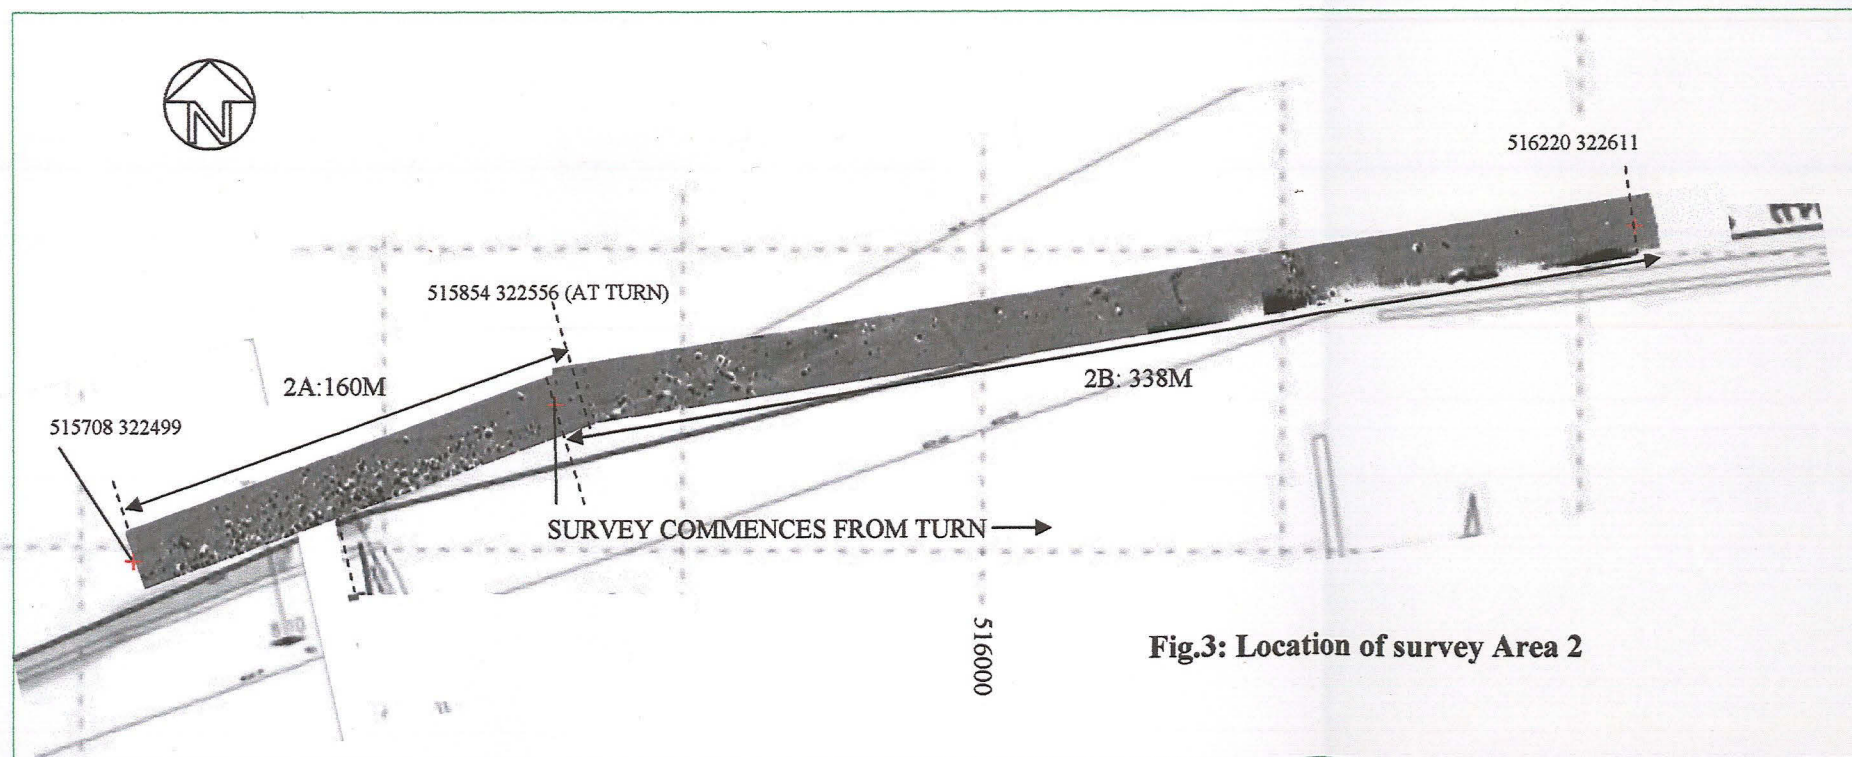 N
516220 322611
515854 322556 (AT TURN)
2A:160M
2B: 338M
515708 322499
SURVEY COMMENCES FROM TURN
516000
Fig.3: Location of survey Area 2